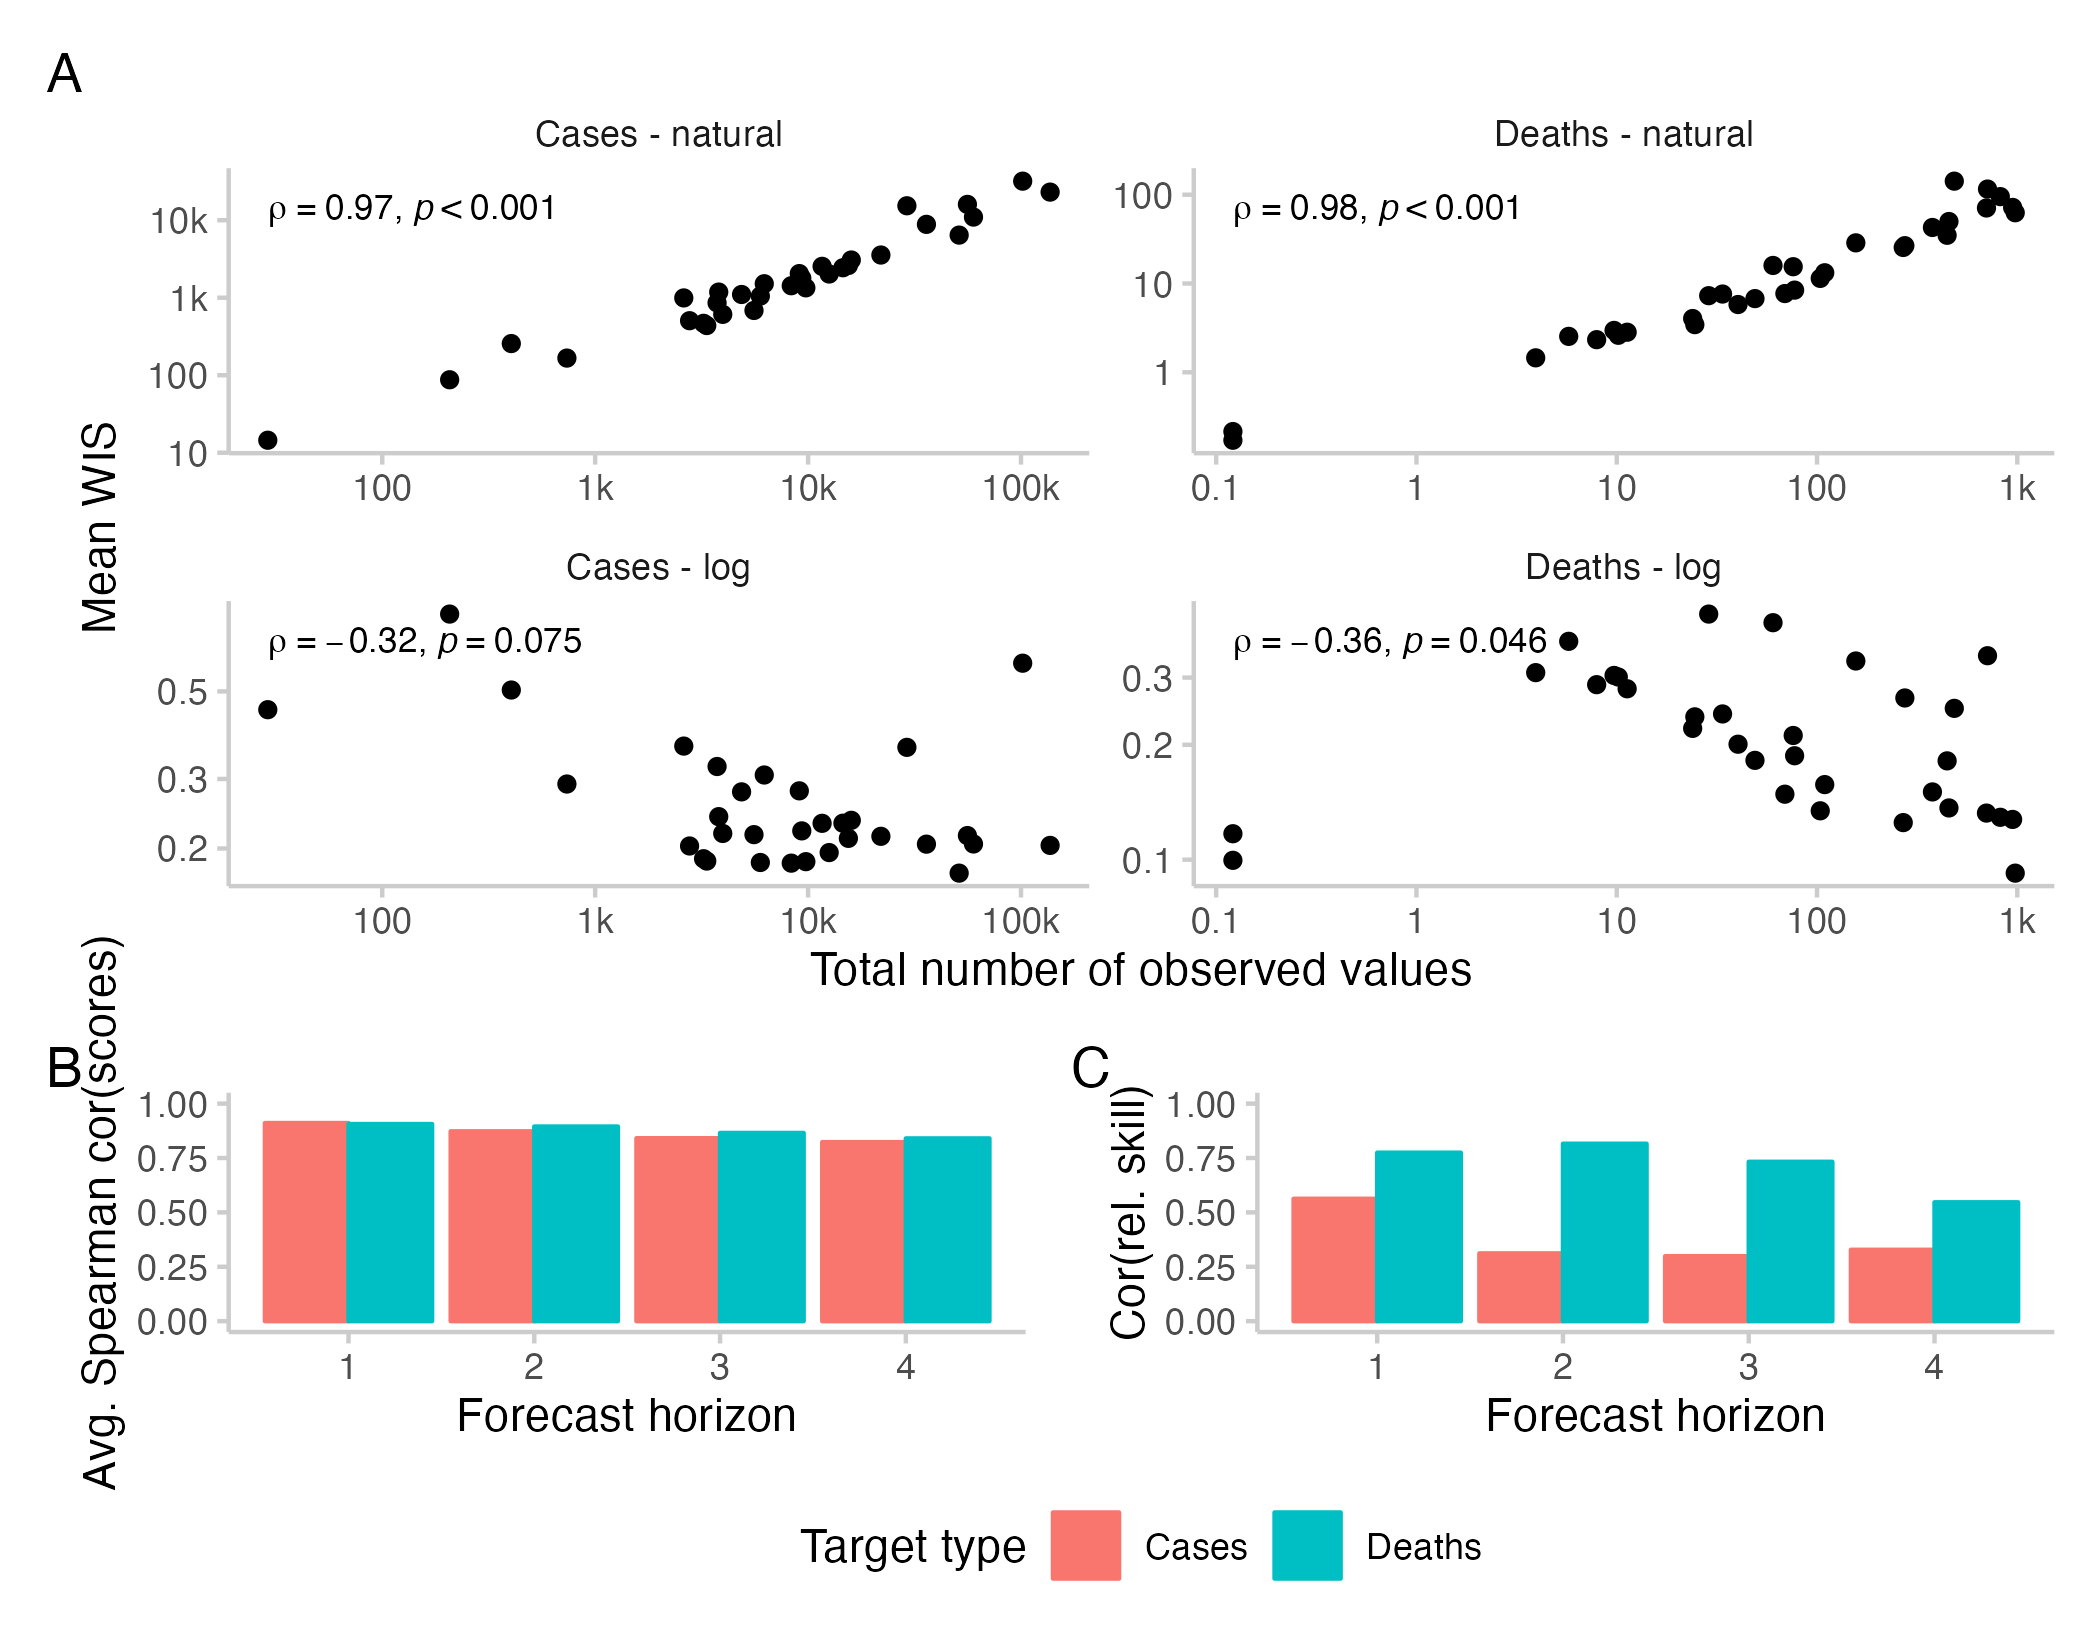 A
Cases - natural
Deaths - natural
ρ = 0.97, p < 0.001
ρ = 0.98, p < 0.001
10k
1k
100
10
100
10
1
100
1k
10k
100k
0.1
1
10
100
1k
Mean WIS
Cases - log
Deaths - log
ρ = −0.32, p = 0.075
ρ = −0.36, p = 0.046
0.5
0.3
0.2
0.3
0.2
0.1
100
1k
10k
100k
0.1
1
10
100
1k
Total number of observed values
B
Avg. Spearman cor(scores)
1.00
0.75
0.50
0.25
0.00
1
2
3
4
Forecast horizon
C
Cor(rel. skill)
1.00
0.75
0.50
0.25
0.00
1
2
3
4
Forecast horizon
Target type
Cases
Deaths